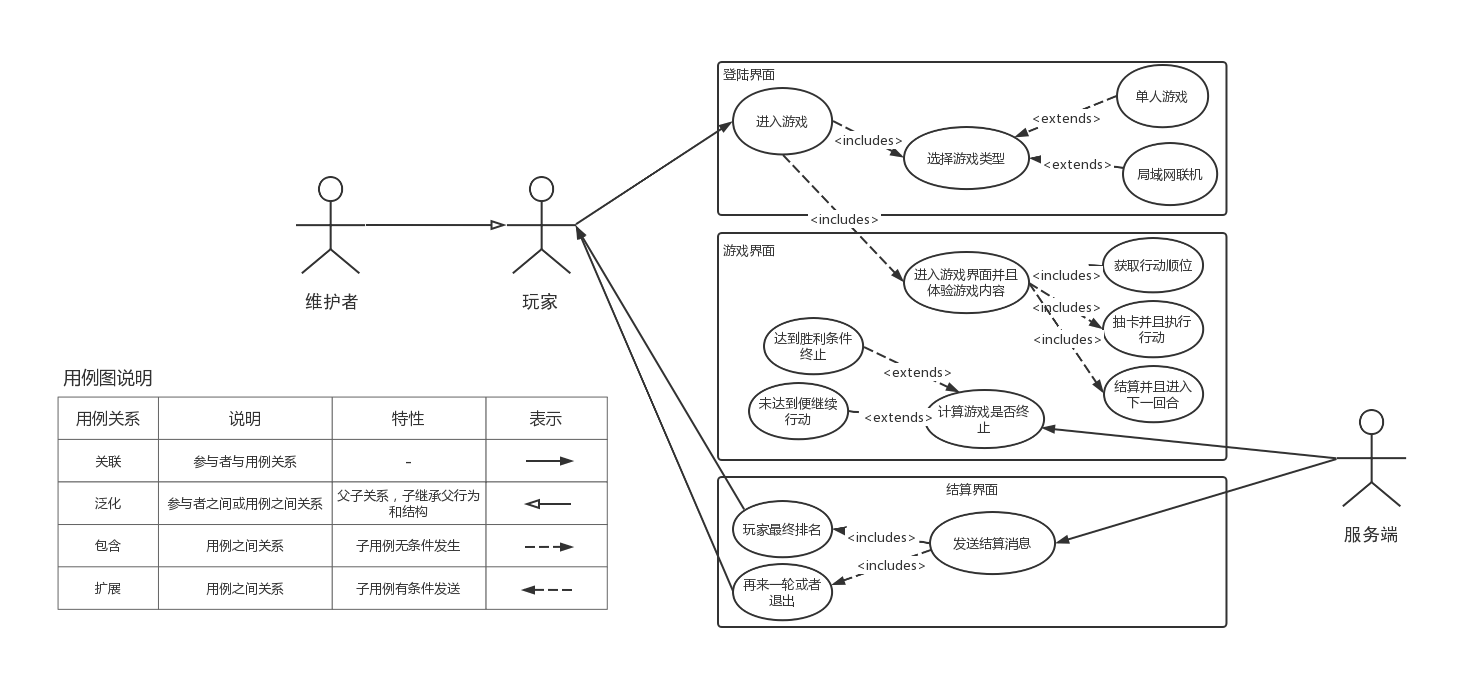 登陆界面
进入游戏
<includes>
选择游戏类型
<extends>
单人游戏
<extends>
局域网联机
<includes>
游戏界面
进入游戏界面并且
体验游戏内容
<includes>
获取行动顺位
<includes>
抽卡并且执行
行动
<includes>
结算并且进入
下一回合
达到胜利条件
终止
<extends>
未达到便继续
行动
<extends>
计算游戏是否终
止
结算界面
玩家最终排名
<includes>
发送结算消息
<includes>
再来一轮或者
退出
维护者
玩家
服务端
用例图说明
用例关系 说明 特性 表示
关联 参与者与用例关系 -
泛化 参与者之间或用例之间关系 父子关系，子继承父行为
和结构
包含 用例之间关系 子用例无条件发生
扩展 用例之间关系 子用例有条件发送